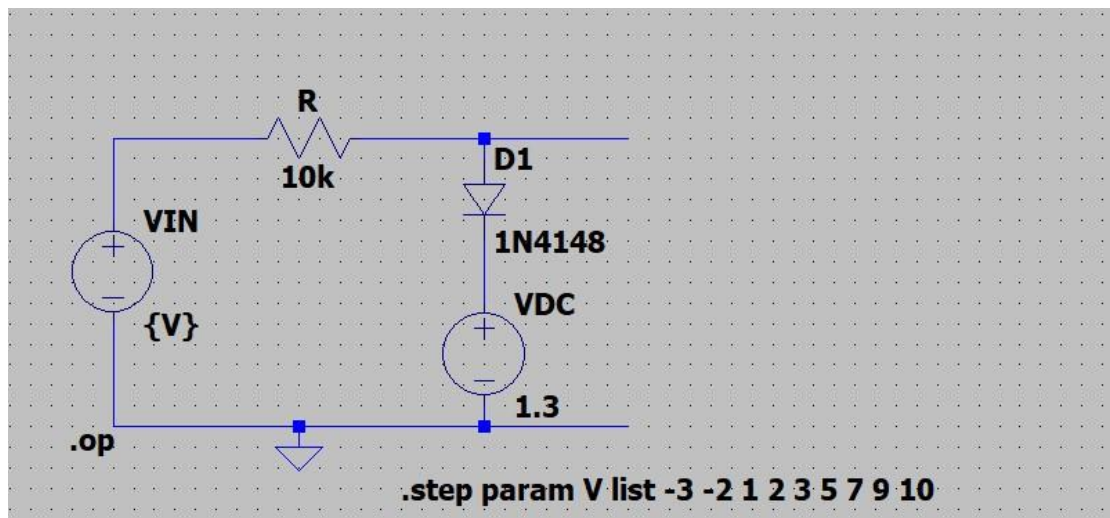 R
10k
D1
1N4148
VIN
{V}
VDC
1.3
.op
.step param V list -3 -2 1 2 3 5 7 9 10